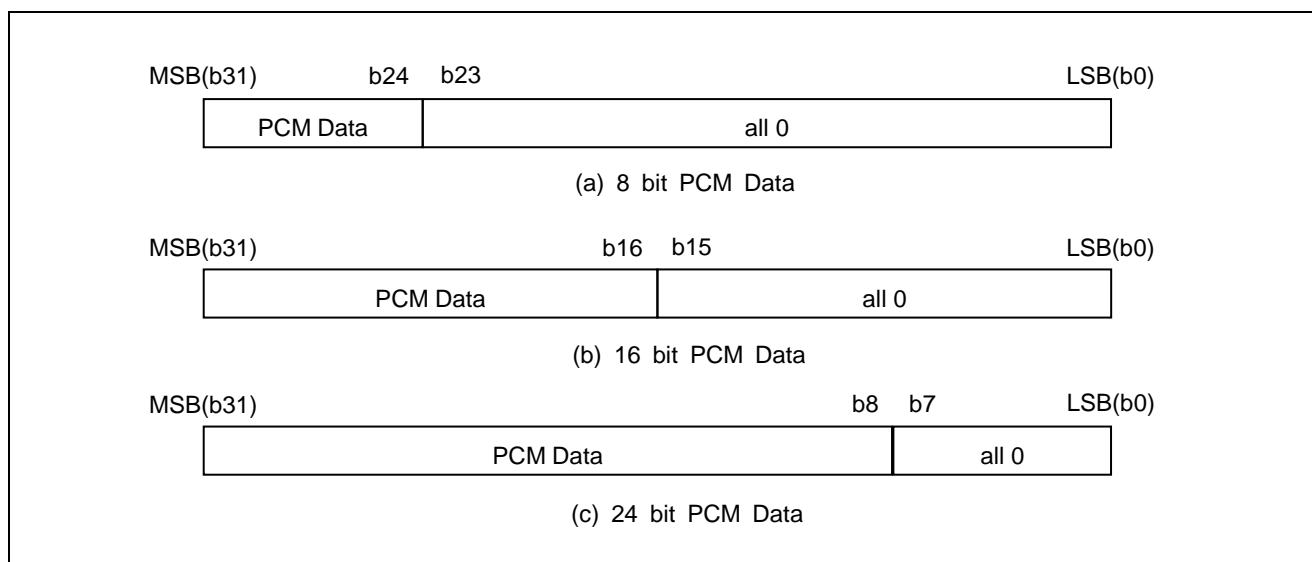 MSB(b31) b24 b23 LSB(b0)
PCM Data all 0
(a) 8 bit PCM Data
MSB(b31) b16 b15 LSB(b0)
PCM Data all 0
(b) 16 bit PCM Data
MSB(b31) b8 b7 LSB(b0)
PCM Data all 0
(c) 24 bit PCM Data